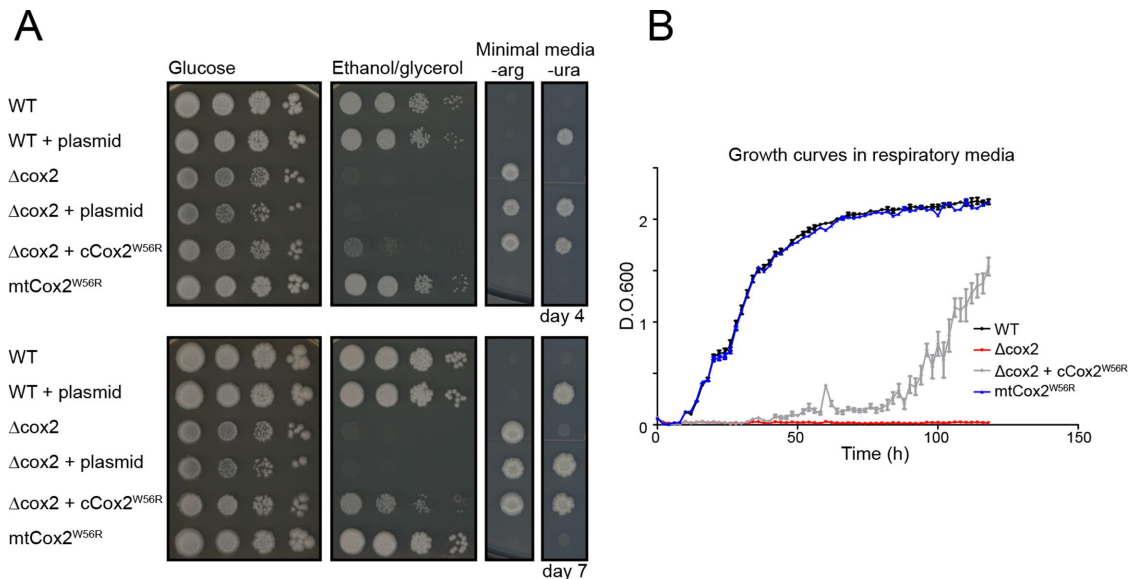 A
Minimal media
Glucose
Ethanol/glycerol
-arg
-ura
WT
WT + plasmid
Δcox2
Δcox2 + plasmid
Δcox2 + cCox2W56R
mtCox2W56R
day 4
WT
WT + plasmid
Δcox2
Δcox2 + plasmid
Δcox2 + cCox2W56R
mtCox2W56R
day 7
B
Growth curves in respiratory media
D.O.600
2
1
0
0
50
100
150
Time (h)
WT
Δcox2
Δcox2 + cCox2W56R
mtCox2W56R